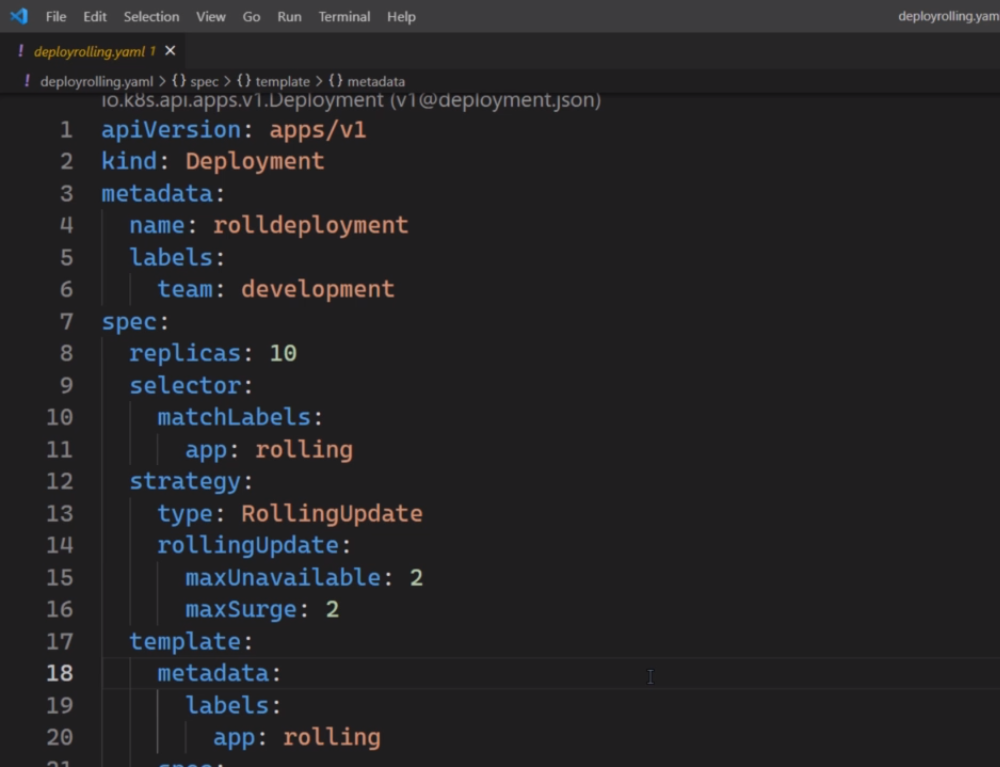 File Edit Selection View Go Run Terminal Help deployrolling.yam
! deployrolling.yaml 1 ×
! deployrolling.yaml > {} spec > {} template > {} metadata
io.k8s.api.apps.v1.Deployment (v1@deployment.json)
1 apiVersion: apps/v1
2 kind: Deployment
3 metadata:
4 name: rolldeployment
5 labels:
6 team: development
7 spec:
8 replicas: 10
9 selector:
10 matchLabels:
11 app: rolling
12 strategy:
13 type: RollingUpdate
14 rollingUpdate:
15 maxUnavailable: 2
16 maxSurge: 2
17 template:
18 metadata:
19 labels:
20 app: rolling
21 spec: